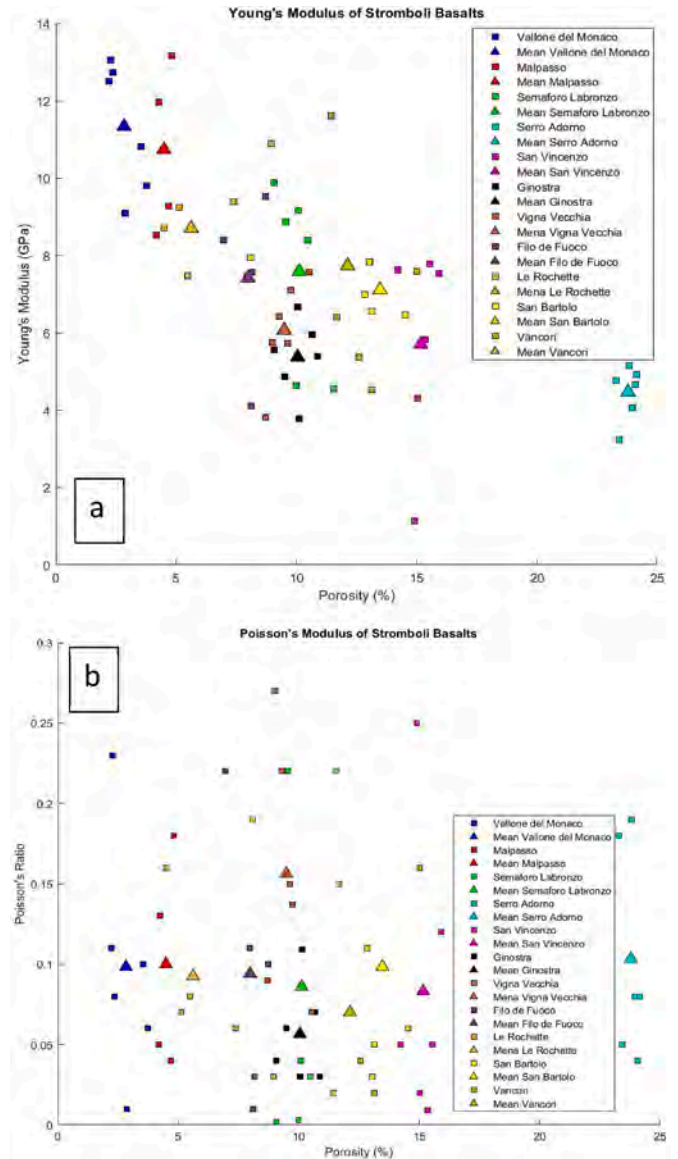 Young's Modulus of Stromboli Basalts
14
12
10
8
6
4
2
0
Young's Modulus (GPa)
Vallone del Monaco
Mean Vallone del Monaco
Malpasso
Mean Malpasso
Semaforo Labronzo
Mean Semaforo Labronzo
Serro Adorno
Mean Serro Adorno
San Vincenzo
Mean San Vincenzo
Ginostra
Mean Ginostra
Vigna Vecchia
Mena Vigna Vecchia
Filo de Fuoco
Mean Filo de Fuoco
Le Rochette
Mena Le Rochette
San Bartolo
Mean San Bartolo
Vancori
Mean Vancori
a
0 5 10 15 20 25
Porosity (%)
Poisson's Modulus of Stromboli Basalts
b
0.3
0.25
0.2
0.15
0.1
0.05
0
Poisson's Ratio
Vallone del Monaco
Mean Vallone del Monaco
Malpasso
Mean Malpasso
Semaforo Labronzo
Mean Semaforo Labronzo
Serro Adorno
Mean Serro Adorno
San Vincenzo
Mean San Vincenzo
Ginostra
Mean Ginostra
Vigna Vecchia
Mena Vigna Vecchia
Filo de Fuoco
Mean Filo de Fuoco
Le Rochette
Mena Le Rochette
San Bartolo
Mean San Bartolo
Vancori
Mean Vancori
0 5 10 15 20 25
Porosity (%)